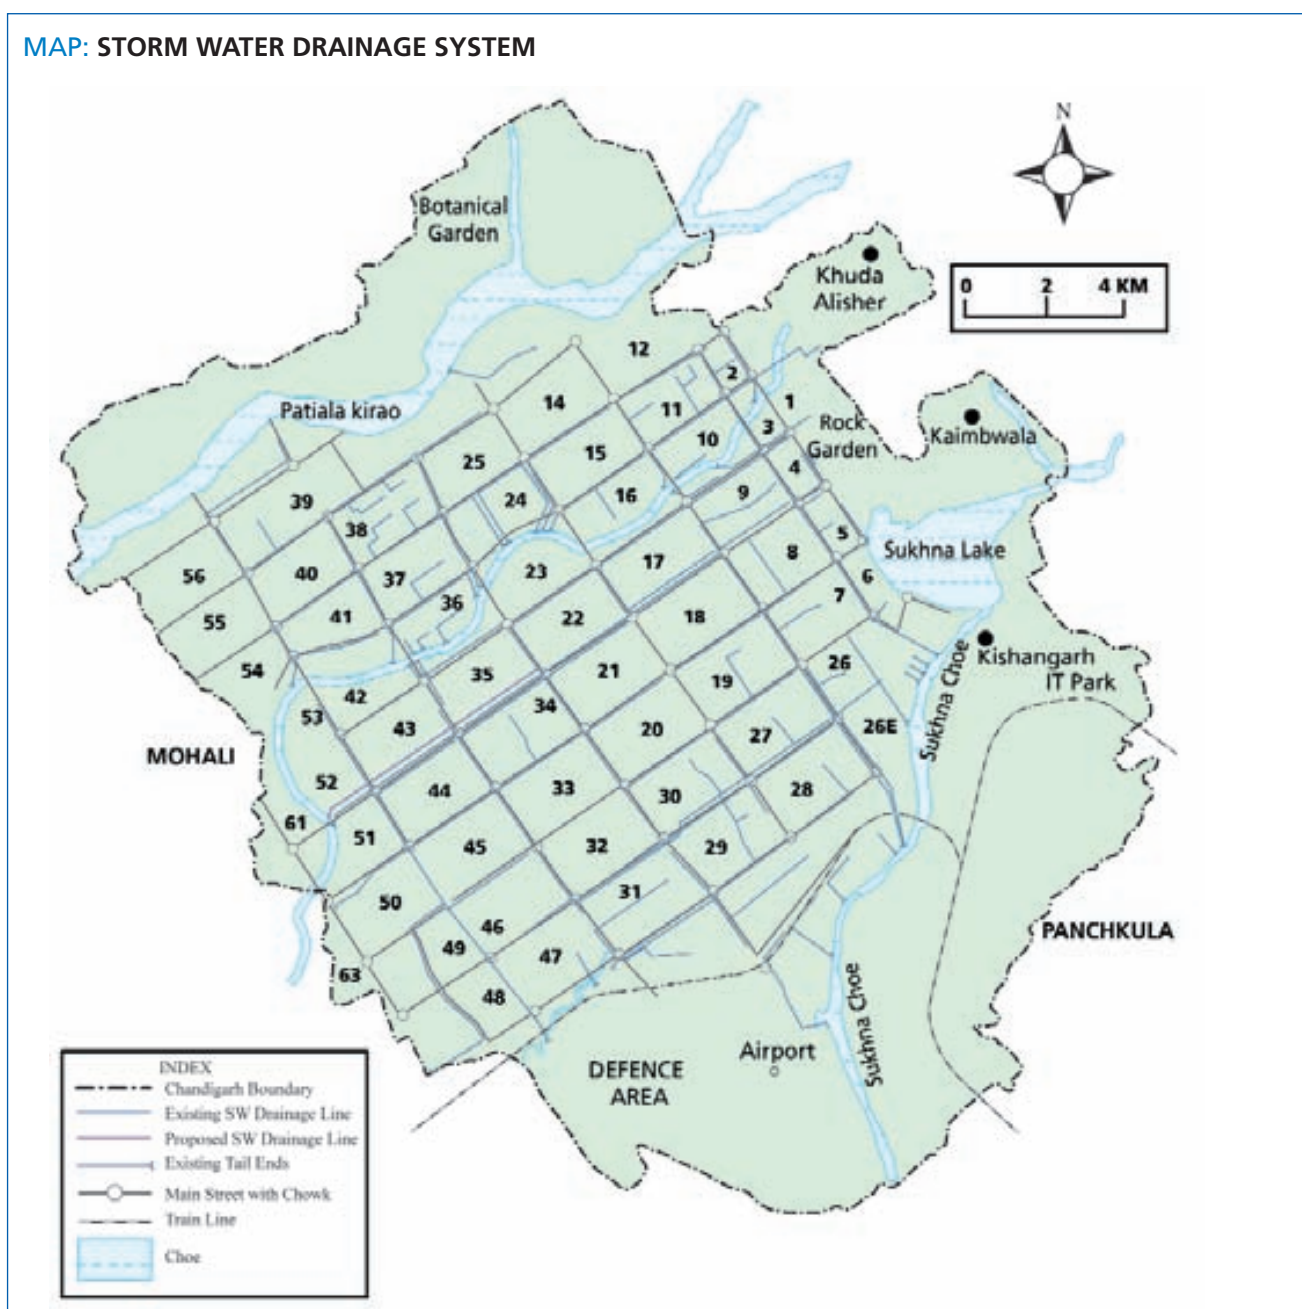 MAP: STORM WATER DRAINAGE SYSTEM
N
Botanical
Garden
Khuda
Alisher
0 2 4 KM
12
2
Patiala kirao
14
11
1
3
Rock
Garden
Kaimbwala
10
15
25
4
9
24
16
39
38
5
Sukhna Lake
17
8
23
6
56
40
37
7
36
22
18
55
41
Kishangarh
IT Park
26
21
35
19
54
42
Sukhna Choe
53
34
43
20
27
26E
MOHALI
52
44
33
30
28
61
51
45
32
29
31
50
46
PANCHKULA
49
47
63
48
Sukhna Choe
Airport
DEFENCE
AREA
INDEX
Chandigarh Boundary
Existing SW Drainage Line
Proposed SW Drainage Line
Existing Tail Ends
Main Street with Chowk
Train Line
Choe